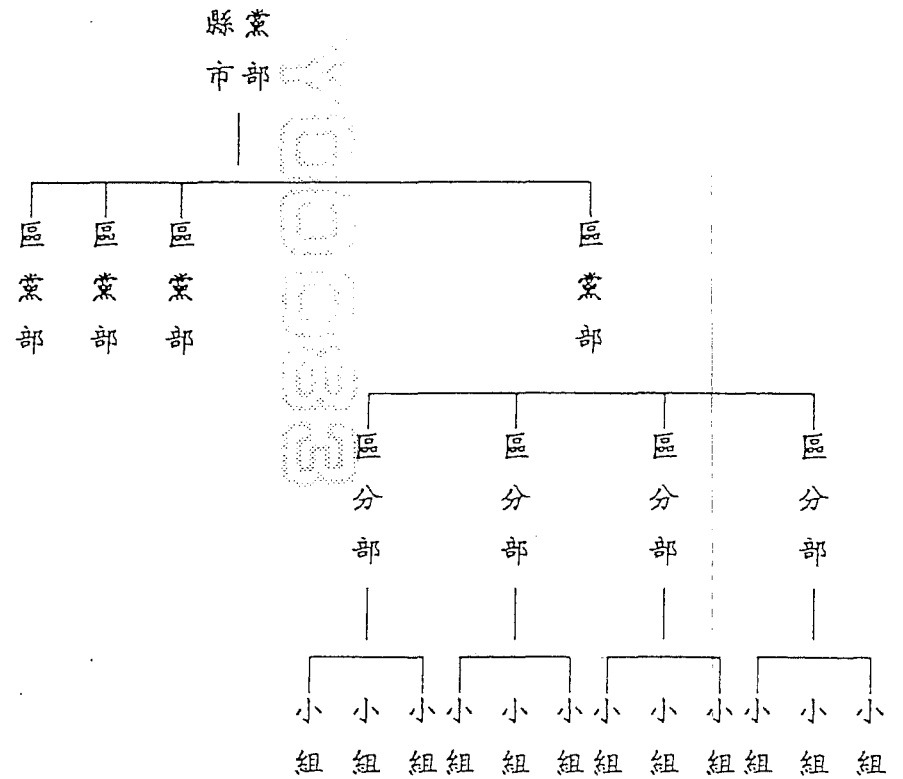 縣市黨部
區黨部 區黨部 區黨部 區黨部
區分部 區分部 區分部 區分部
小組 小組 小組 小組 小組 小組 小組 小組 小組 小組 小組 小組